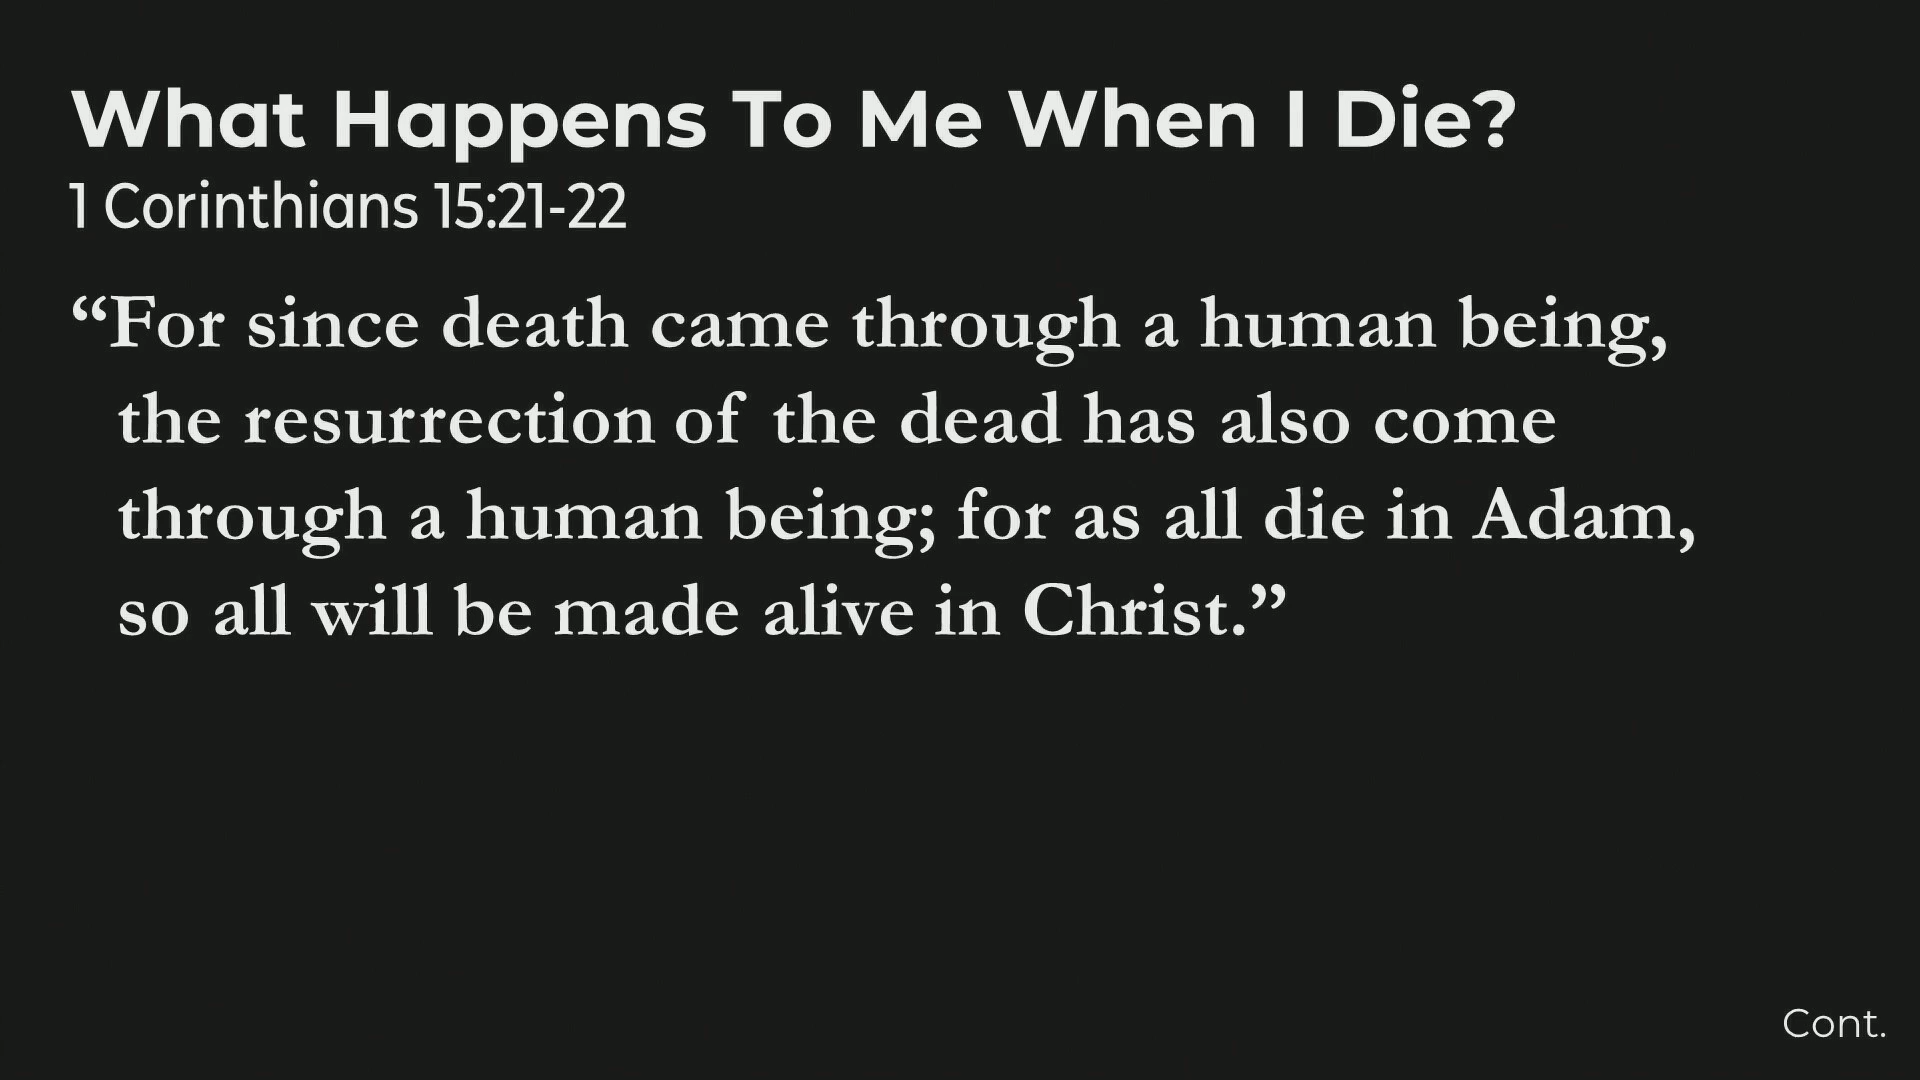 What Happens To Me When I Die?
1 Corinthians 15:21-22
“For since death came through a human being,
the resurrection of the dead has also come
through a human being; for as all die in Adam,
so all will be made alive in Christ.”
Cont.